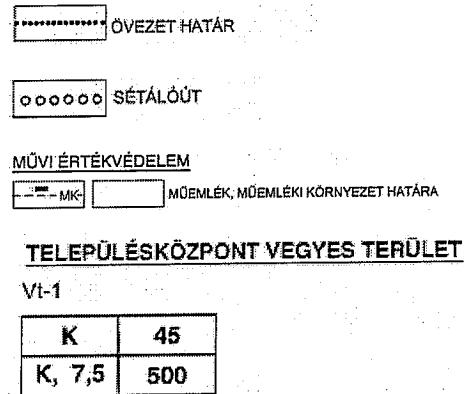 ÖVEZET HATÁR
SÉTÁLÓÚT
MŰVI ÉRTÉKVÉDELEM
MK
MŰEMLÉK, MŰEMLÉKI KÖRNYEZET HATÁRA
TELEPÜLÉSKÖZPONT VEGYES TERÜLET
Vt-1
K 45
K, 7,5 500